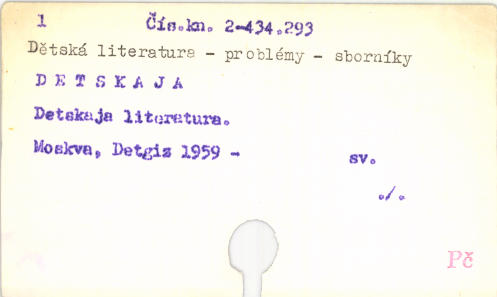 1 Čís.kn. 2-434.293
Dětská literatura - problémy - sborníky
D E T S K A J A
Detskaja literatura.
Moskva, Detgiz 1959 - sv.
./.
Pč